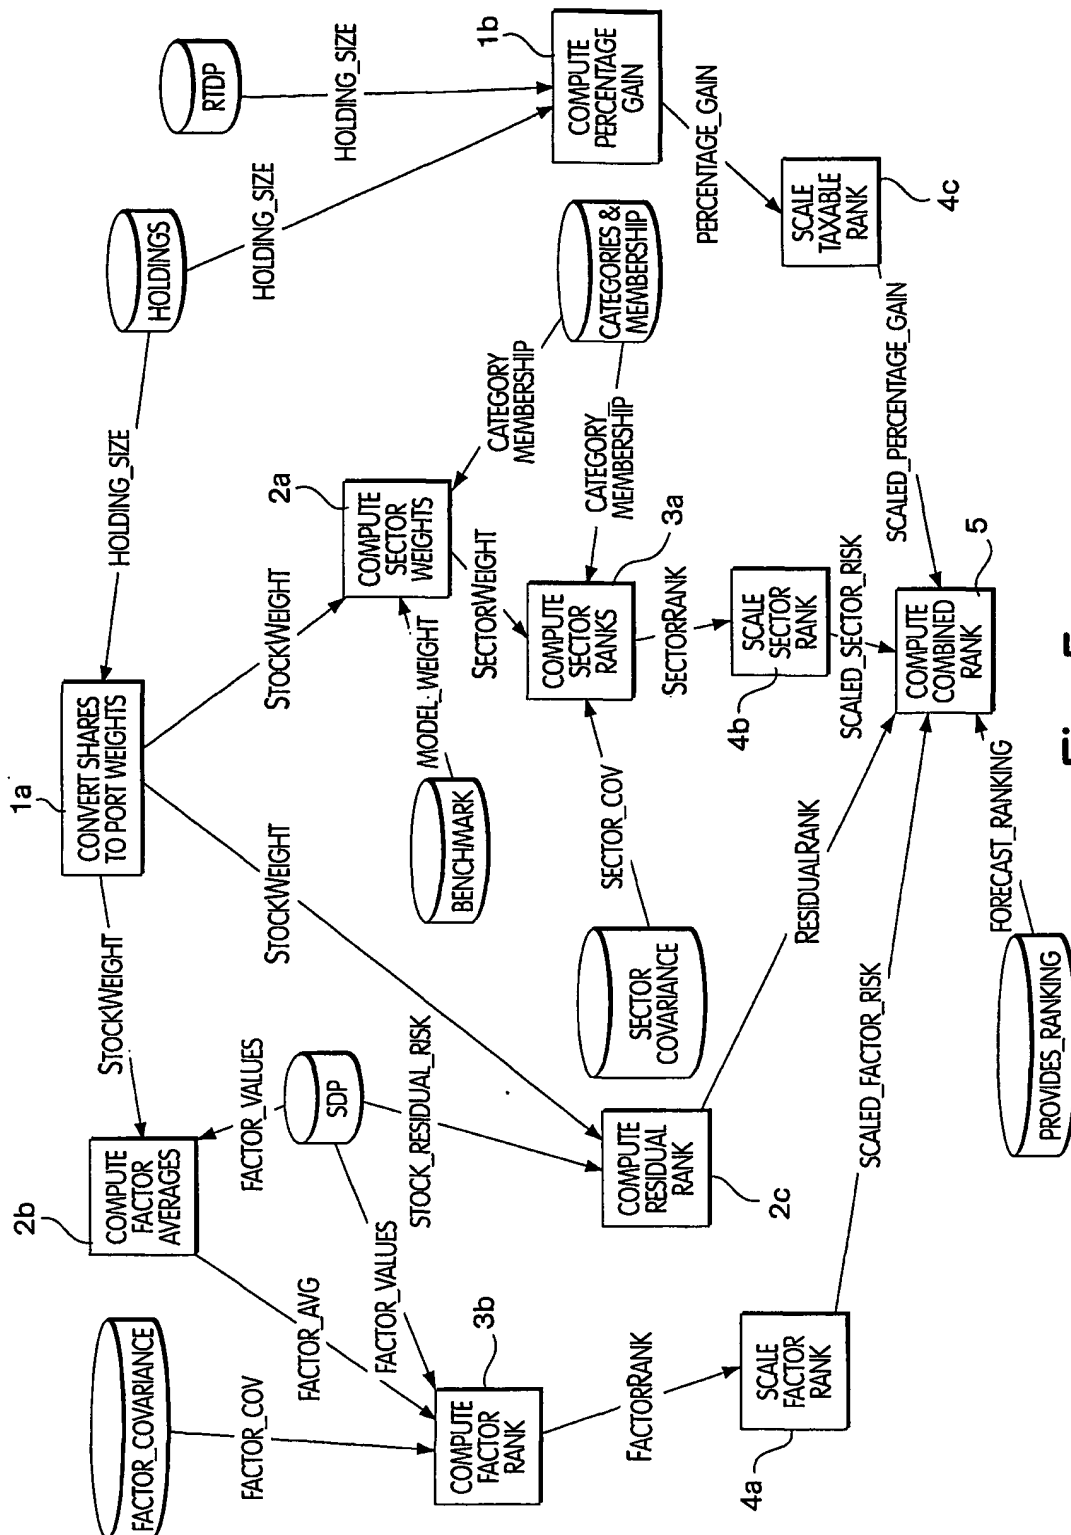 1a
2b
FACTOR_COVARIANCE
COMPUTE
FACTOR
AVERAGES
STOCKWEIGHT
CONVERT SHARES
TO PORT WEIGHTS
HOLDING_SIZE
HOLDINGS
RTDP
FACTOR_COV
FACTOR_AVG
FACTOR_VALUES
SDP
STOCKWEIGHT
STOCKWEIGHT
2a
HOLDING_SIZE
HOLDING_SIZE
FACTOR_VALUES
STOCK_RESIDUAL_RISK
BENCHMARK
MODEL_WEIGHT
COMPUTE
SECTOR
WEIGHTS
CATEGORY
MEMBERSHIP
1b
3b
COMPUTE
FACTOR
RANK
SECTORWEIGHT
COMPUTE
SECTOR
RANKS
CATEGORY_
MEMBERSHIP
CATEGORIES &
MEMBERSHIP
COMPUTE
PERCENTAGE
GAIN
COMPUTE
RESIDUAL
RANK
SECTOR
COVARIANCE
SECTOR_COV
3a
FACTORRANK
2c
SECTORRANK
PERCENTAGE_GAIN
4a
SCALE
FACTOR
RANK
4b
SCALE
SECTOR
RANK
SCALE
TAXABLE
RANK
4c
RESIDUALRANK
SCALED_SECTOR_RISK
SCALED_PERCENTAGE_GAIN
SCALED_FACTOR_RISK
COMPUTE
COMBINED
RANK
5
PROVIDES_RANKING
FORECAST_RANKING